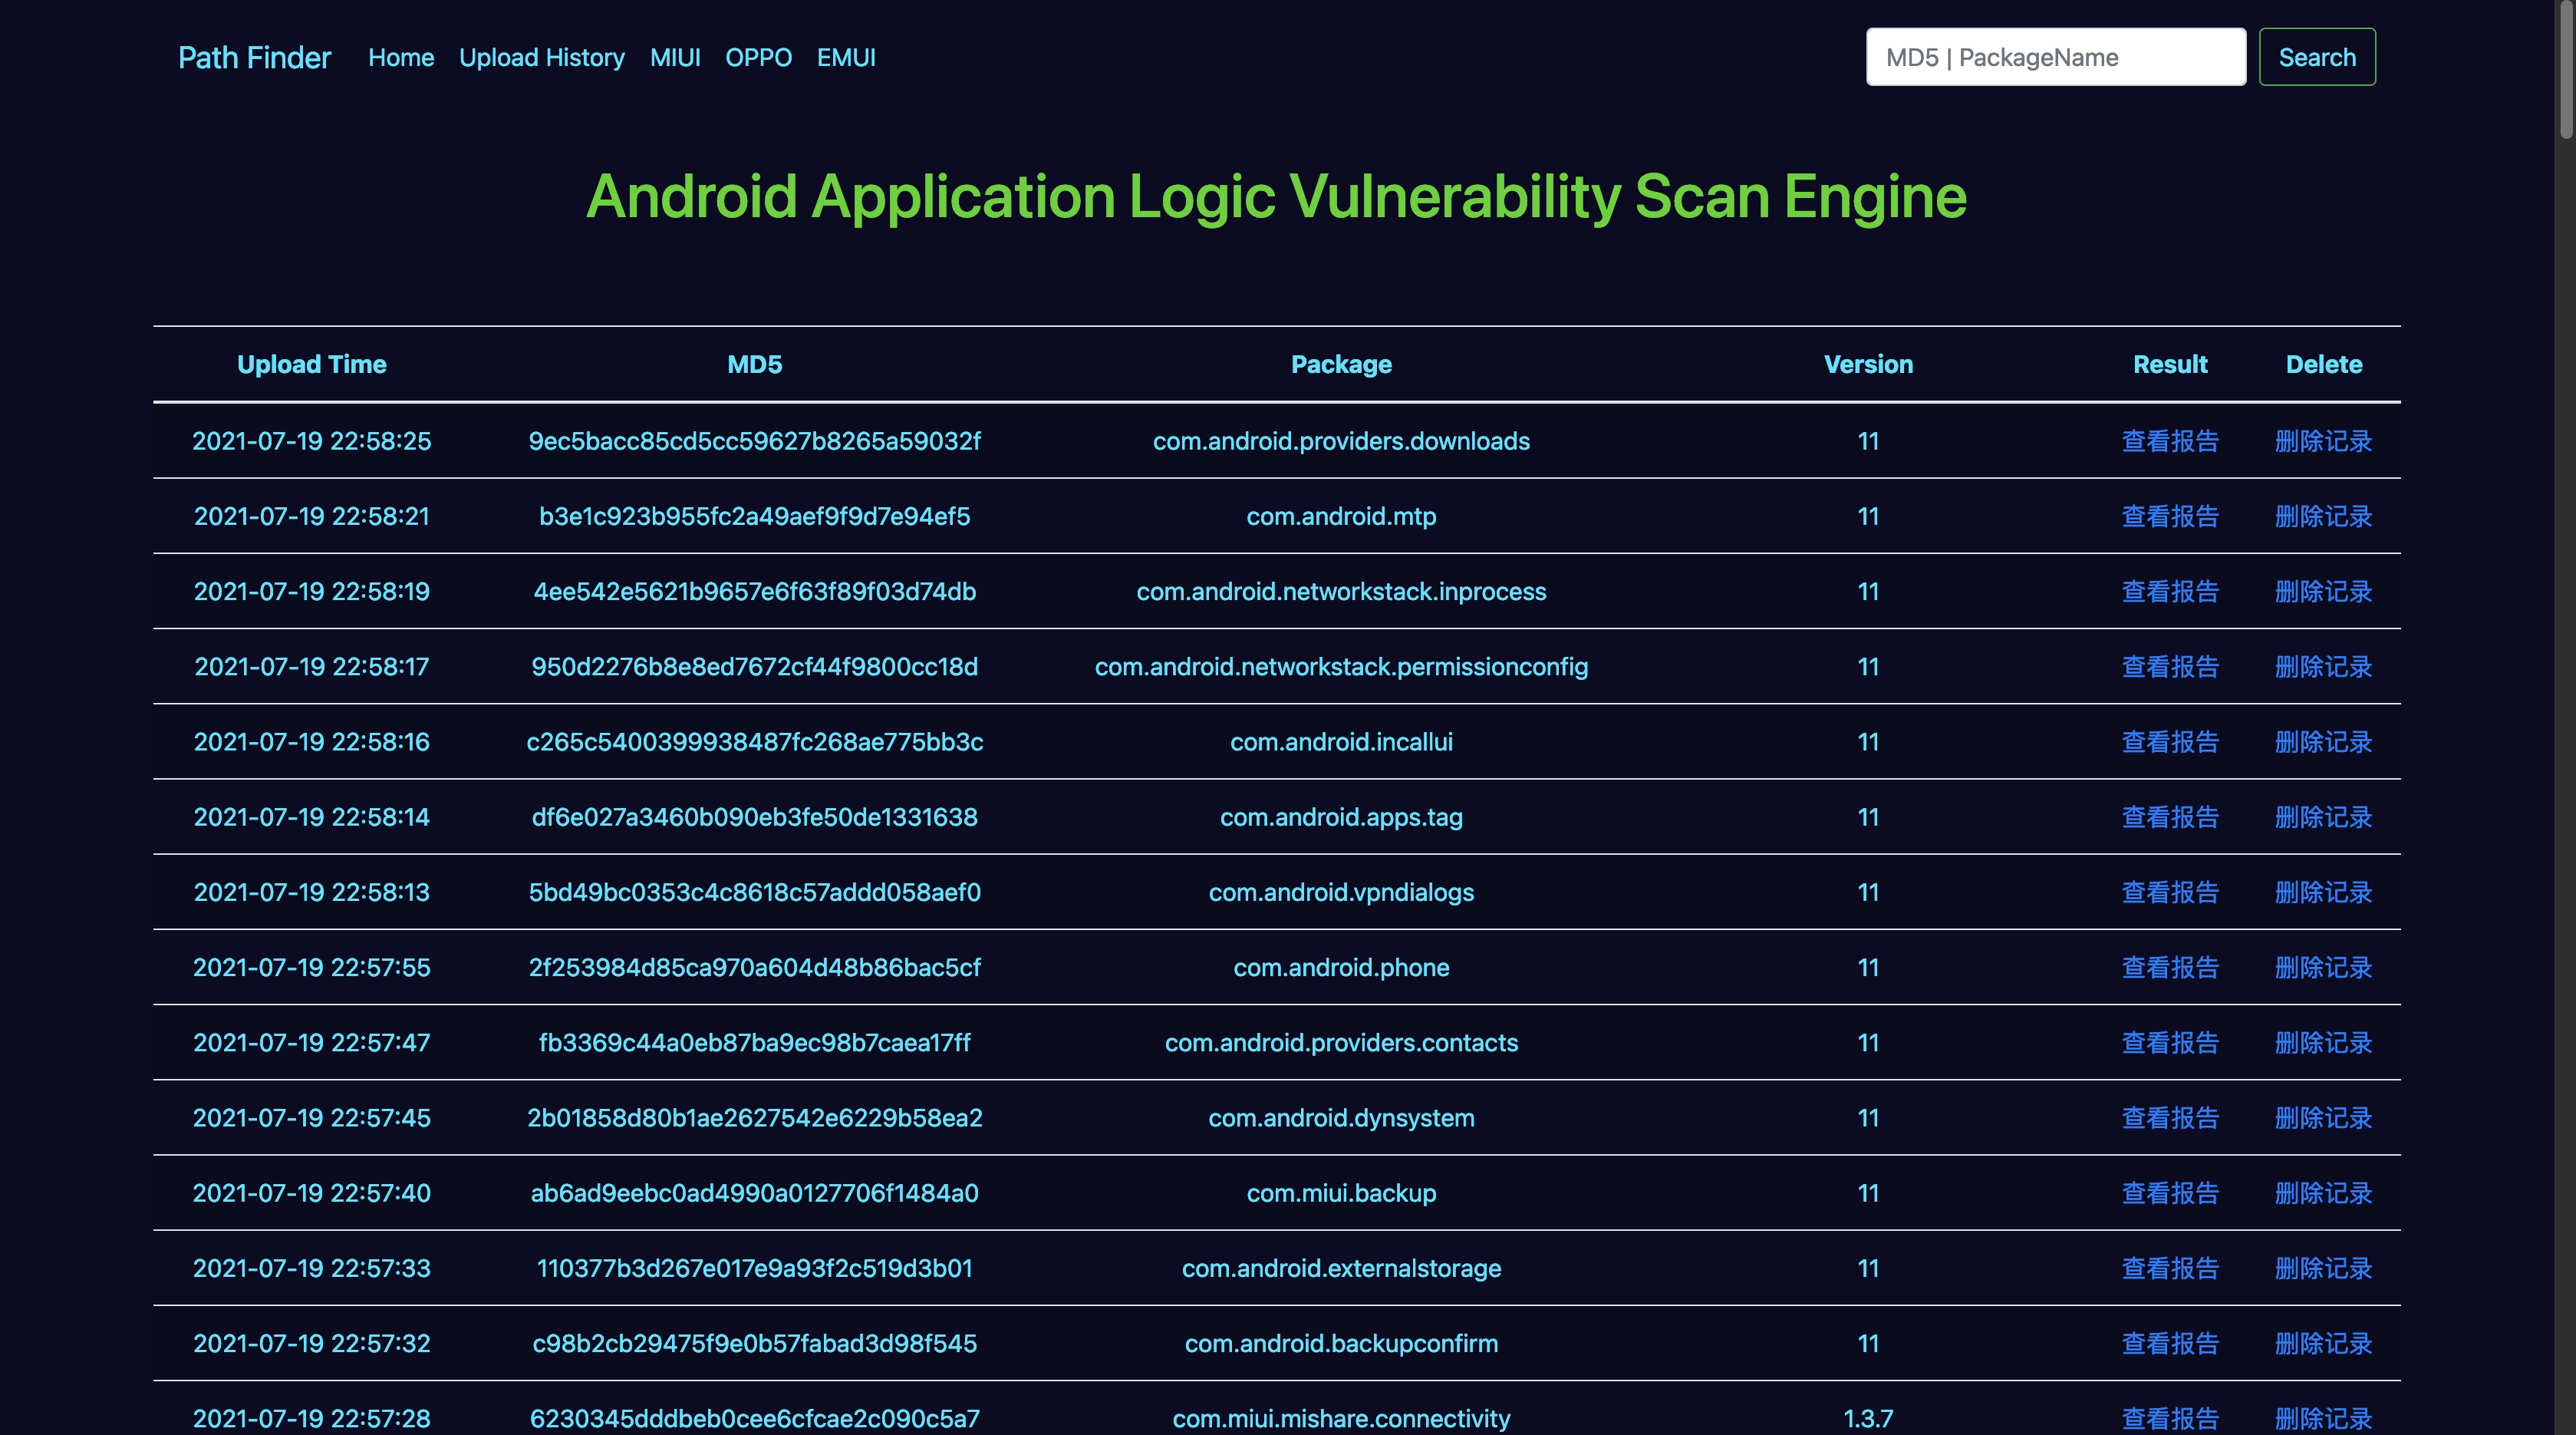 Path Finder Home Upload History MIUI OPPO EMUI MD5 | PackageName Search
Android Application Logic Vulnerability Scan Engine
Upload Time MD5 Package Version Result Delete
2021-07-19 22:58:25 9ec5bacc85cd5cc59627b8265a59032f com.android.providers.downloads 11 查看报告 删除记录
2021-07-19 22:58:21 b3e1c923b955fc2a49aef9f9d7e94ef5 com.android.mtp 11 查看报告 删除记录
2021-07-19 22:58:19 4ee542e5621b9657e6f63f89f03d74db com.android.networkstack.inprocess 11 查看报告 删除记录
2021-07-19 22:58:17 950d2276b8e8ed7672cf44f9800cc18d com.android.networkstack.permissionconfig 11 查看报告 删除记录
2021-07-19 22:58:16 c265c5400399938487fc268ae775bb3c com.android.incallui 11 查看报告 删除记录
2021-07-19 22:58:14 df6e027a3460b090eb3fe50de1331638 com.android.apps.tag 11 查看报告 删除记录
2021-07-19 22:58:13 5bd49bc0353c4c8618c57addd058aef0 com.android.vpndialogs 11 查看报告 删除记录
2021-07-19 22:57:55 2f253984d85ca970a604d48b86bac5cf com.android.phone 11 查看报告 删除记录
2021-07-19 22:57:47 fb3369c44a0eb87ba9ec98b7caea17ff com.android.providers.contacts 11 查看报告 删除记录
2021-07-19 22:57:45 2b01858d80b1ae2627542e6229b58ea2 com.android.dynsystem 11 查看报告 删除记录
2021-07-19 22:57:40 ab6ad9eebc0ad4990a0127706f1484a0 com.miui.backup 11 查看报告 删除记录
2021-07-19 22:57:33 110377b3d267e017e9a93f2c519d3b01 com.android.externalstorage 11 查看报告 删除记录
2021-07-19 22:57:32 c98b2cb29475f9e0b57fabad3d98f545 com.android.backupconfirm 11 查看报告 删除记录
2021-07-19 22:57:28 6230345dddbeb0cee6cfcae2c090c5a7 com.miui.mishare.connectivity 1.3.7 查看报告 删除记录